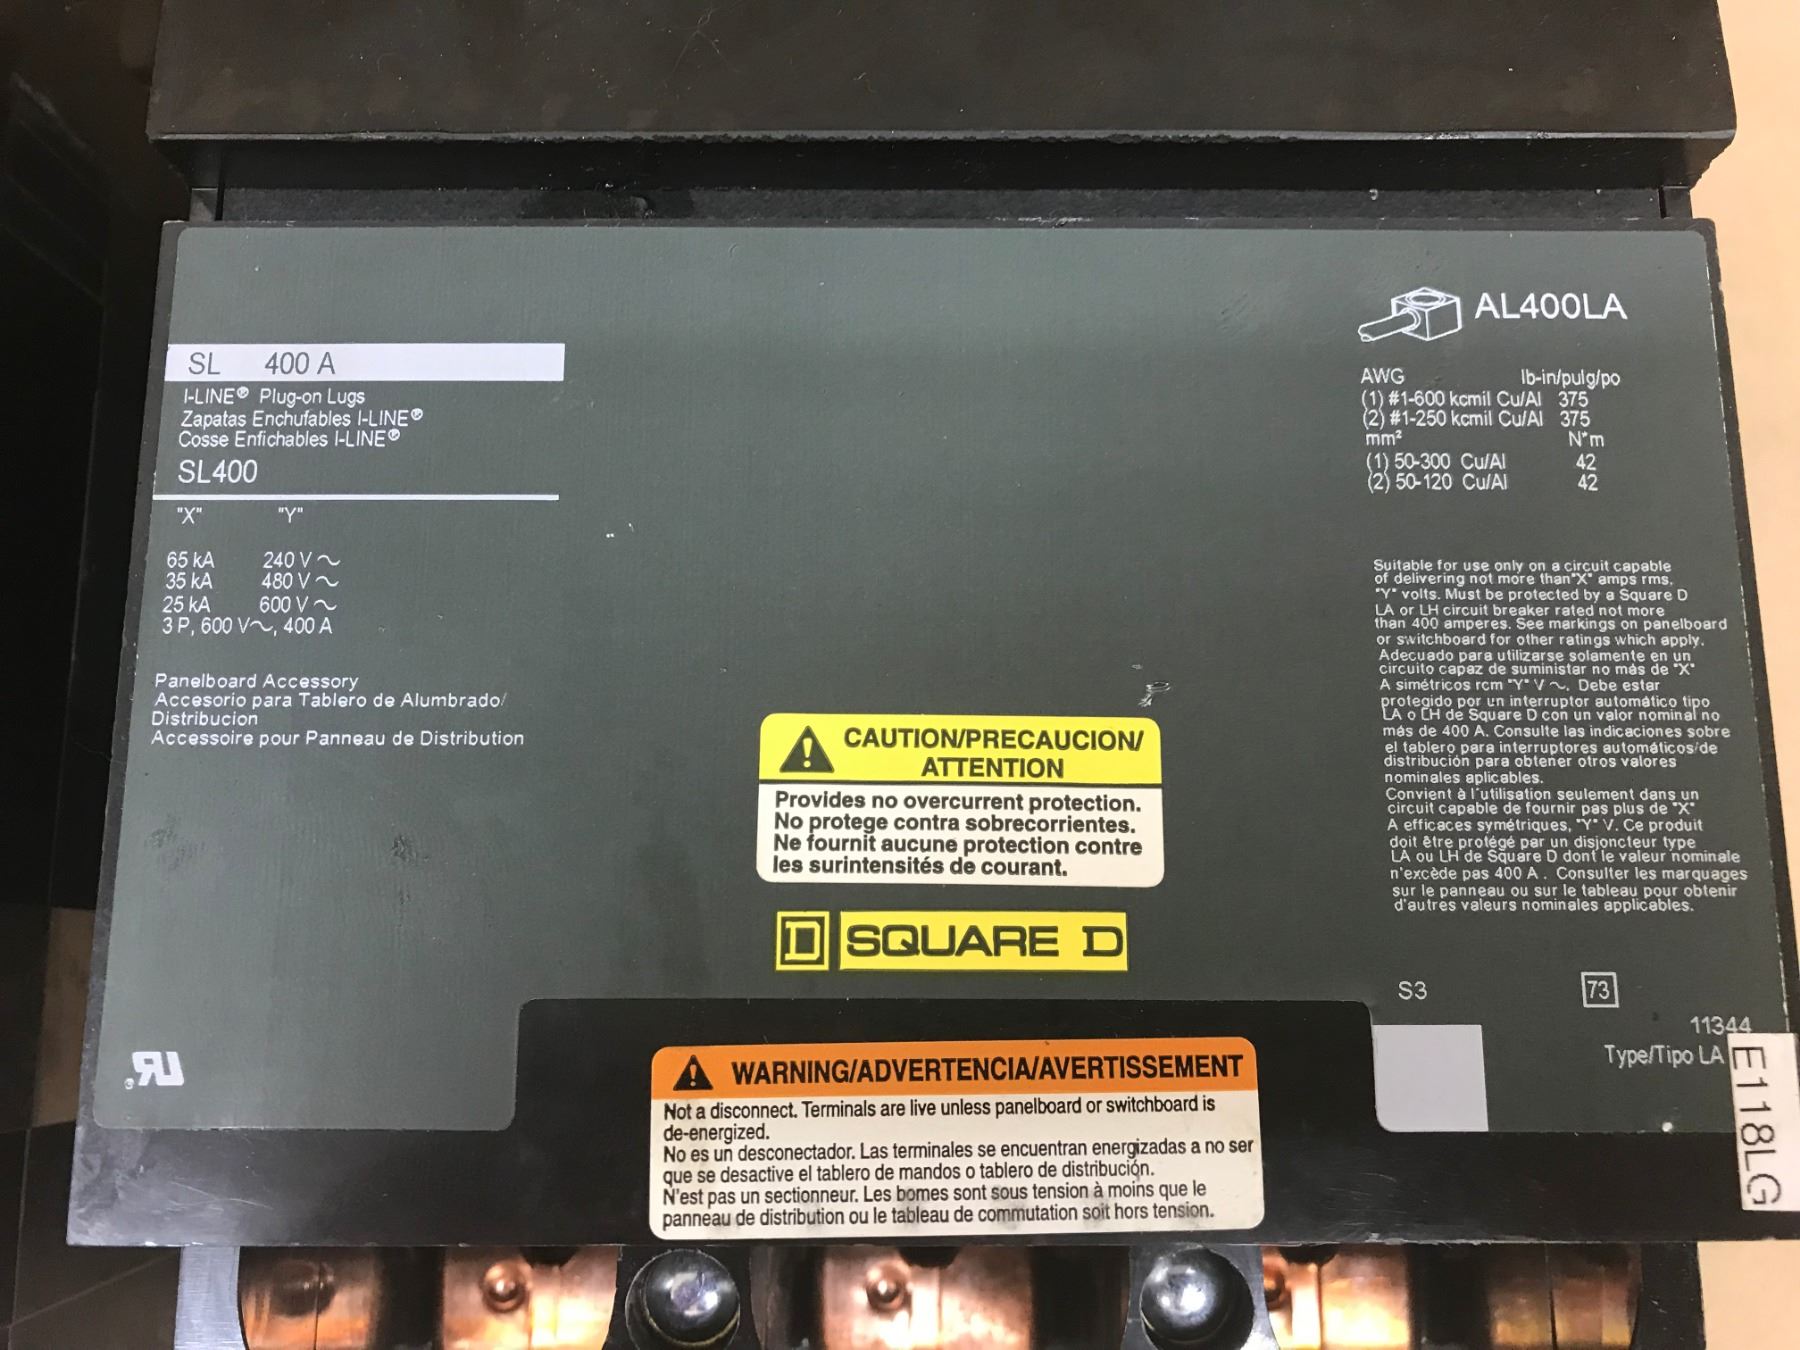 SL 400 A
I-LINE® Plug-on Lugs
Zapatas Enchufables I-LINE®
Cosse Enfichables I-LINE®
SL400
"X" "Y"
65 kA 240 V ~
35 kA 480 V ~
25 kA 600 V ~
3 P, 600 V~, 400 A
Panelboard Accessory
Accesorio para Tablero de Alumbrado/
Distribucion
Accessoire pour Panneau de Distribution
AL400LA
AWG lb-in/pulg/po
(1) #1-600 kcmil Cu/Al 375
(2) #1-250 kcmil Cu/Al 375
mm² N*m
(1) 50-300 Cu/Al 42
(2) 50-120 Cu/Al 42
Suitable for use only on a circuit capable
of delivering not more than "X" amps rms,
"Y" volts. Must be protected by a Square D
LA or LH circuit breaker rated not more
than 400 amperes. See markings on panelboard
or switchboard for other ratings which apply.
Adecuado para utilizarse solamente en un
circuito capaz de suministar no más de "X"
A simétricos rcm "Y" V ~. Debe estar
protegido por un interruptor automático tipo
LA o LH de Square D con un valor nominal no
más de 400 A. Consulte las indicaciones sobre
el tablero para interruptores automáticos/de
distribución para obtener otros valores
nominales aplicables.
Convient à l'utilisation seulement dans un
circuit capable de fournir pas plus de "X"
A efficaces symétriques, "Y" V. Ce produit
doit être protégé par un disjoncteur type
LA ou LH de Square D dont le valeur nominale
n'excède pas 400 A . Consulter les marquages
sur le panneau ou sur le tableau pour obtenir
d'autres valeurs nominales applicables.
CAUTION/PRECAUCION/
ATTENTION
Provides no overcurrent protection.
No protege contra sobrecorrientes.
Ne fournit aucune protection contre
les surintensités de courant.
D SQUARE D
S3 73
11344
Type/Tipo LA
E118LG
RU
WARNING/ADVERTENCIA/AVERTISSEMENT
Not a disconnect. Terminals are live unless panelboard or switchboard is
de-energized.
No es un desconectador. Las terminales se encuentran energizadas a no ser
que se desactive el tablero de mandos o tablero de distribución.
N'est pas un sectionneur. Les bornes sont sous tension à moins que le
panneau de distribution ou le tableau de commutation soit hors tension.